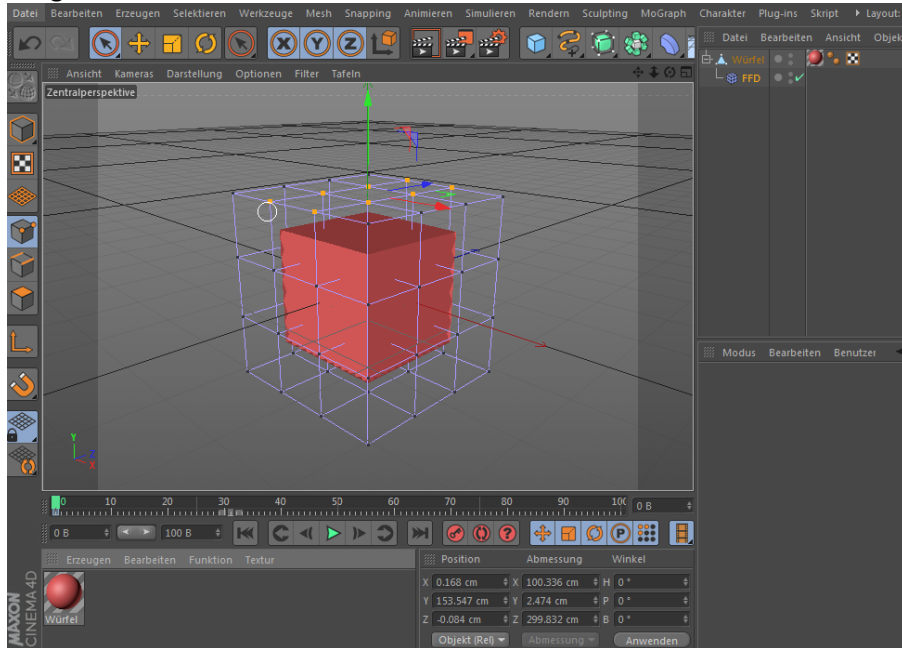 Datei Bearbeiten Erzeugen Selektieren Werkzeuge Mesh Snapping Animieren Simulieren Rendern Sculpting MoGraph Charakter Plug-ins Skript Layout:
X Y Z
Datei Bearbeiten Ansicht Objek
Würfel
FFD
Ansicht Kameras Darstellung Optionen Filter Tafeln
Zentralperspektive
Y
Z
X
Modus Bearbeiten Benutzer
0 10 20 30 40 50 60 70 80 90 100 0 B
0 B 100 B
P
Erzeugen Bearbeiten Funktion Textur
Würfel
Position Abmessung Winkel
X 0.168 cm X 100.336 cm H 0 °
Y 153.547 cm Y 2.474 cm P 0 °
Z -0.084 cm Z 299.832 cm B 0 °
Objekt (Rel) Abmessung Anwenden
MAXON
CINEMA 4D